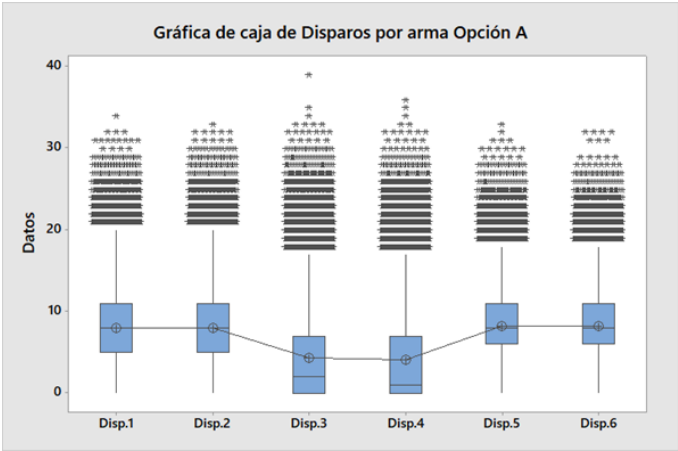 Gráfica de caja de Disparos por arma Opción A
40
30
20
10
0
Datos
Disp.1 Disp.2 Disp.3 Disp.4 Disp.5 Disp.6